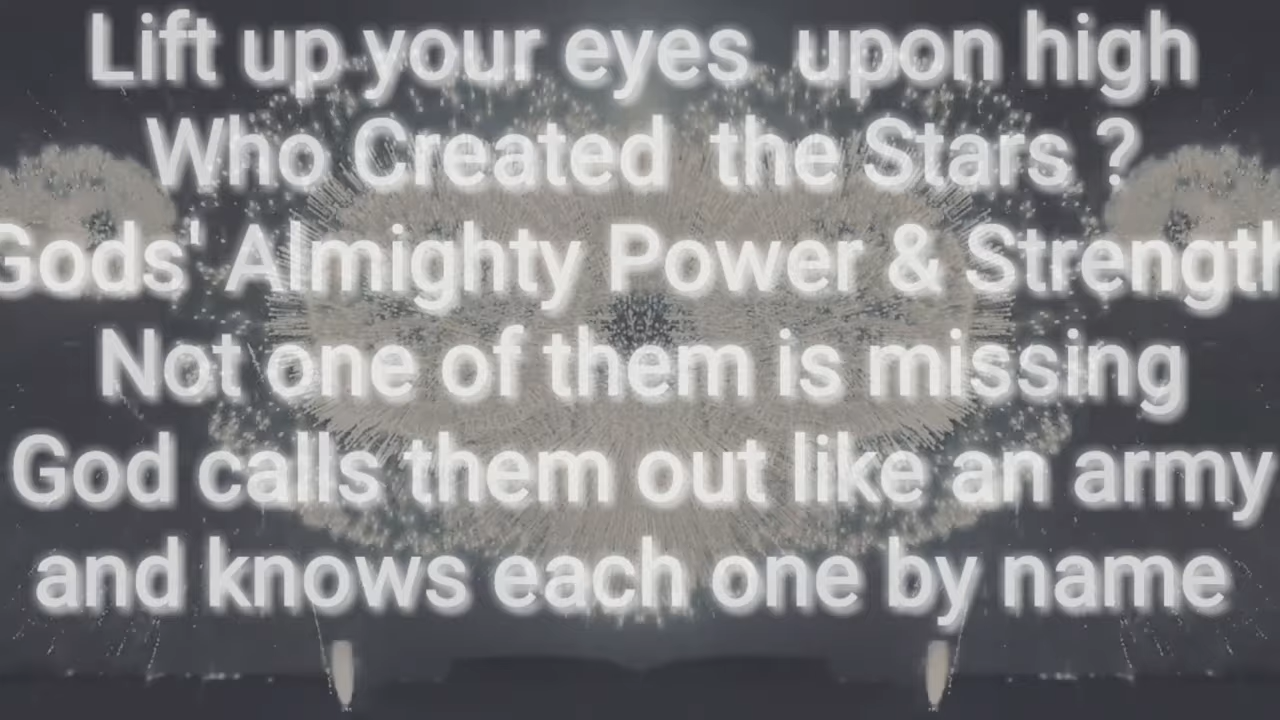 Lift up your eyes upon high
Who Created the Stars ?
Gods' Almighty Power & Strength
Not one of them is missing
God calls them out like an army
and knows each one by name